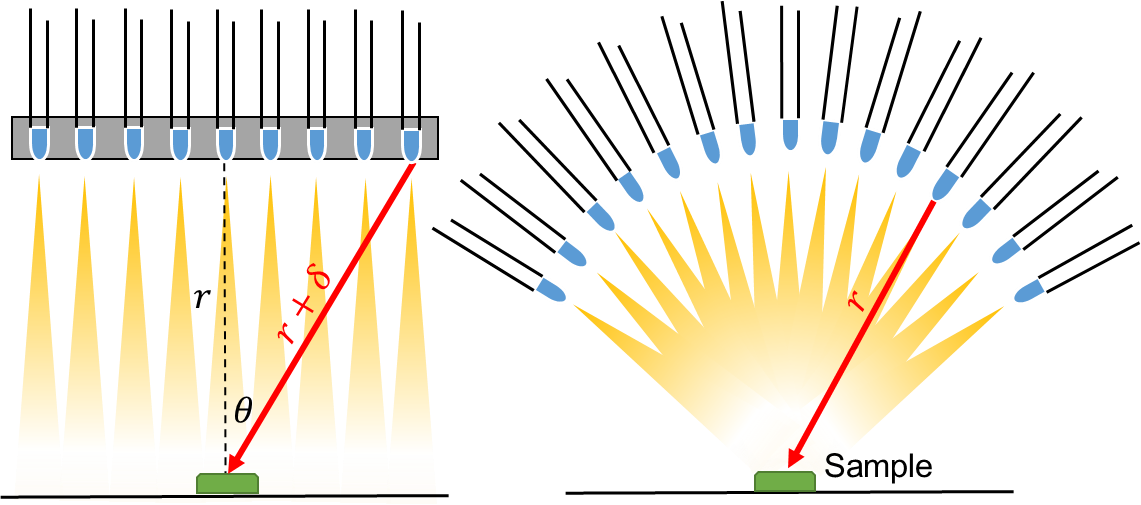 r
r + δ
θ
r
Sample